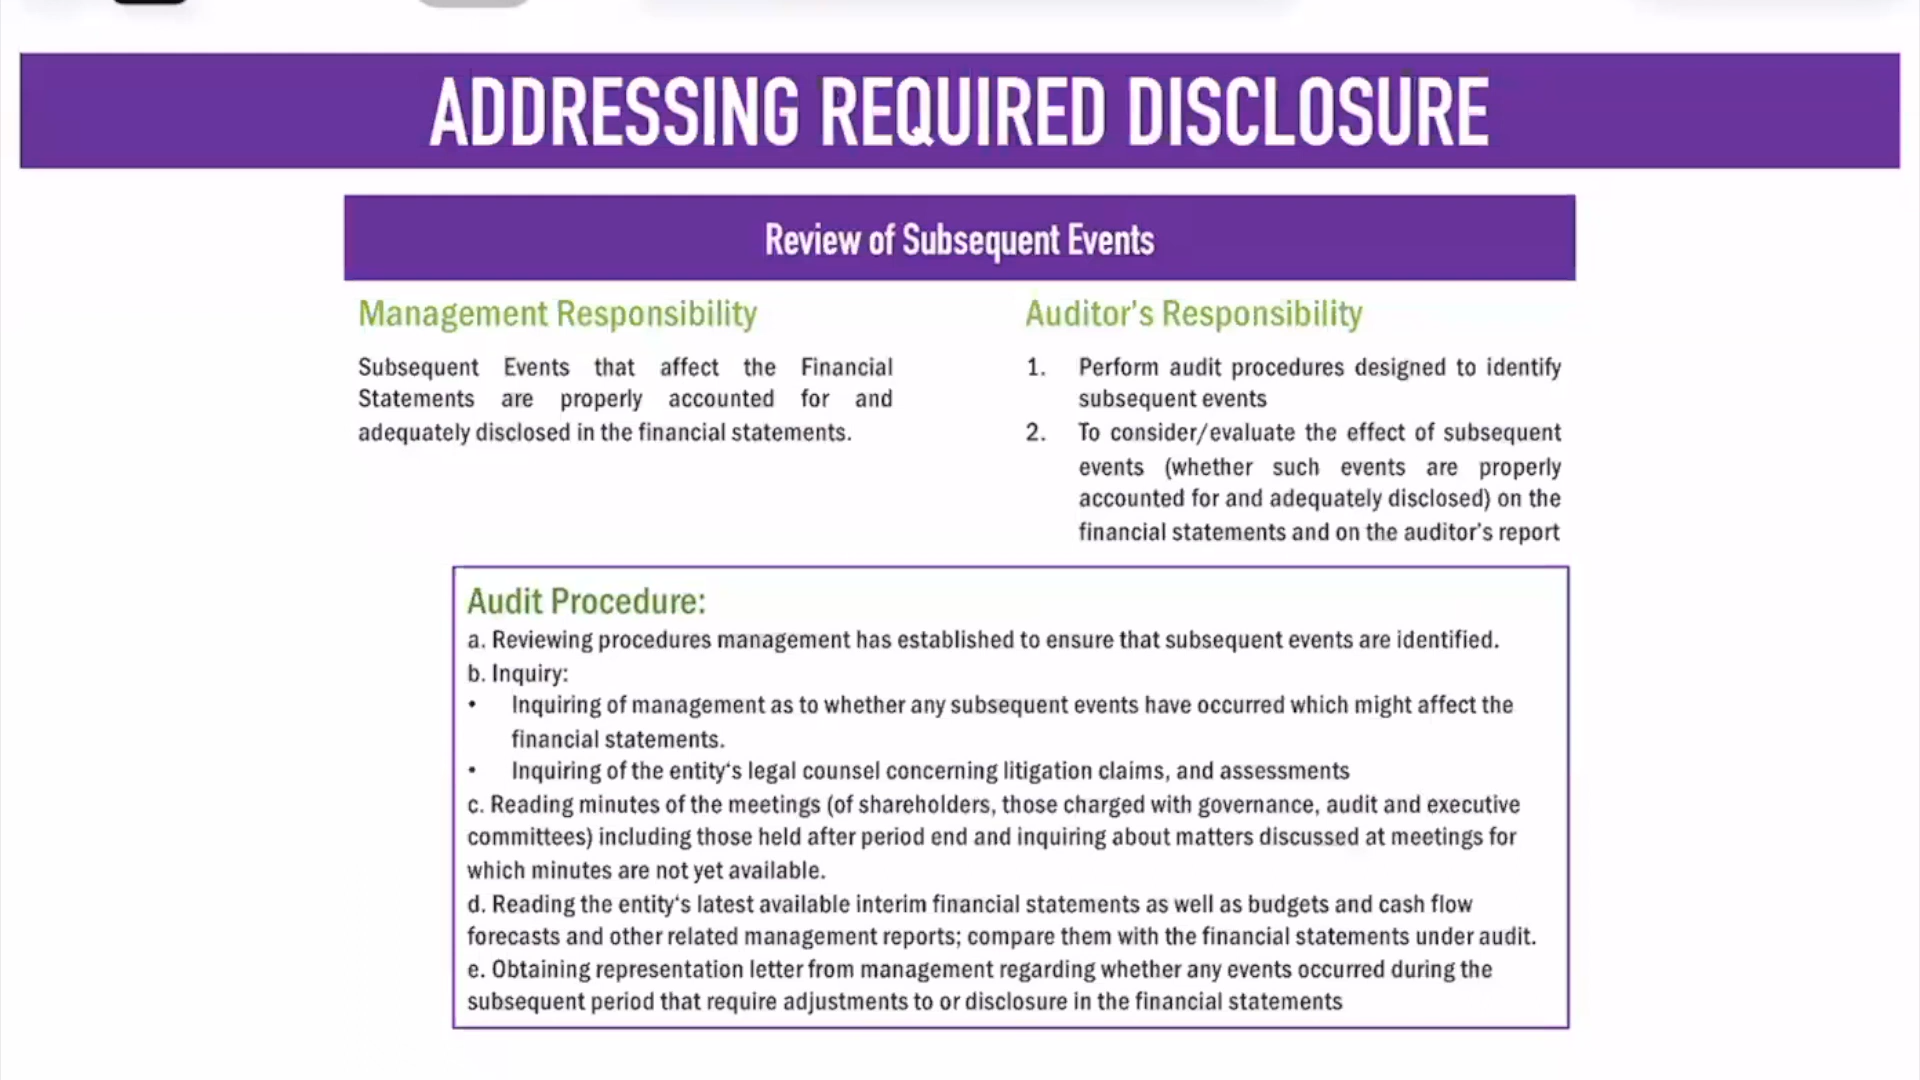 ADDRESSING REQUIRED DISCLOSURE
Review of Subsequent Events
Management Responsibility
Subsequent Events that affect the Financial
Statements are properly accounted for and
adequately disclosed in the financial statements.
Auditor's Responsibility
1. Perform audit procedures designed to identify
subsequent events
2. To consider/evaluate the effect of subsequent
events (whether such events are properly
accounted for and adequately disclosed) on the
financial statements and on the auditor's report
Audit Procedure:
a. Reviewing procedures management has established to ensure that subsequent events are identified.
b. Inquiry:
• Inquiring of management as to whether any subsequent events have occurred which might affect the
financial statements.
• Inquiring of the entity's legal counsel concerning litigation claims, and assessments
c. Reading minutes of the meetings (of shareholders, those charged with governance, audit and executive
committees) including those held after period end and inquiring about matters discussed at meetings for
which minutes are not yet available.
d. Reading the entity's latest available interim financial statements as well as budgets and cash flow
forecasts and other related management reports; compare them with the financial statements under audit.
e. Obtaining representation letter from management regarding whether any events occurred during the
subsequent period that require adjustments to or disclosure in the financial statements